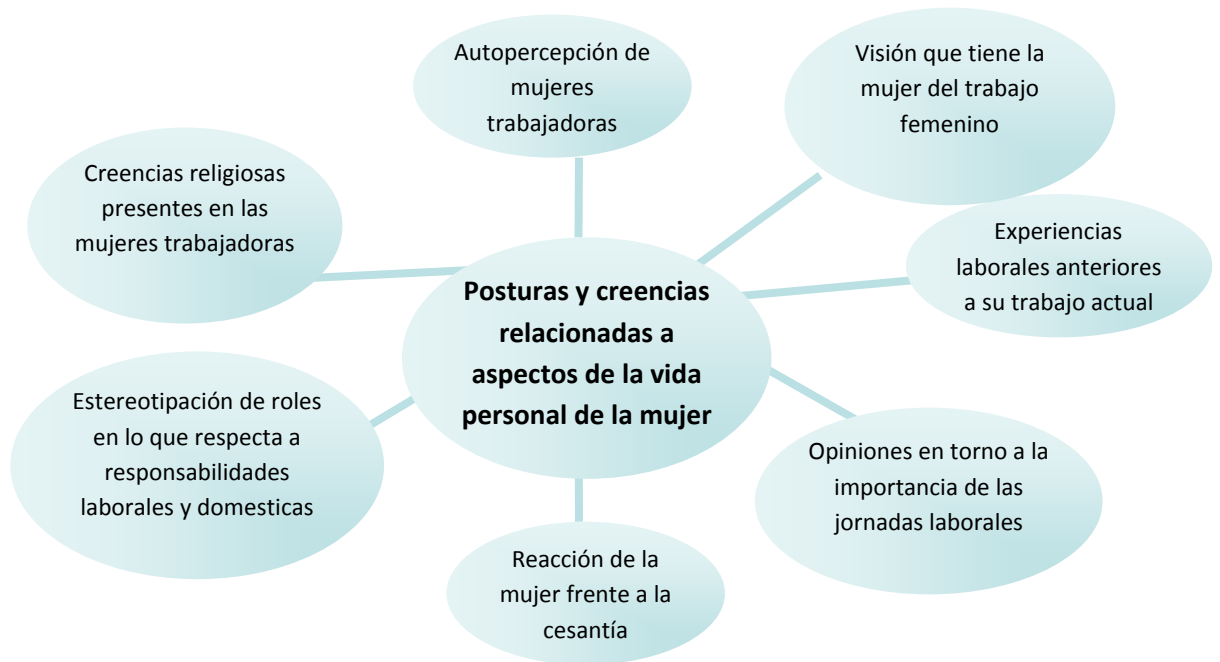 Autopercepción de
mujeres
trabajadoras
Visión que tiene la
mujer del trabajo
femenino
Creencias religiosas
presentes en las
mujeres trabajadoras
Experiencias
laborales anteriores
a su trabajo actual
Posturas y creencias
relacionadas a
aspectos de la vida
personal de la mujer
Estereotipación de roles
en lo que respecta a
responsabilidades
laborales y domesticas
Opiniones en torno a la
importancia de las
jornadas laborales
Reacción de la
mujer frente a la
cesantía